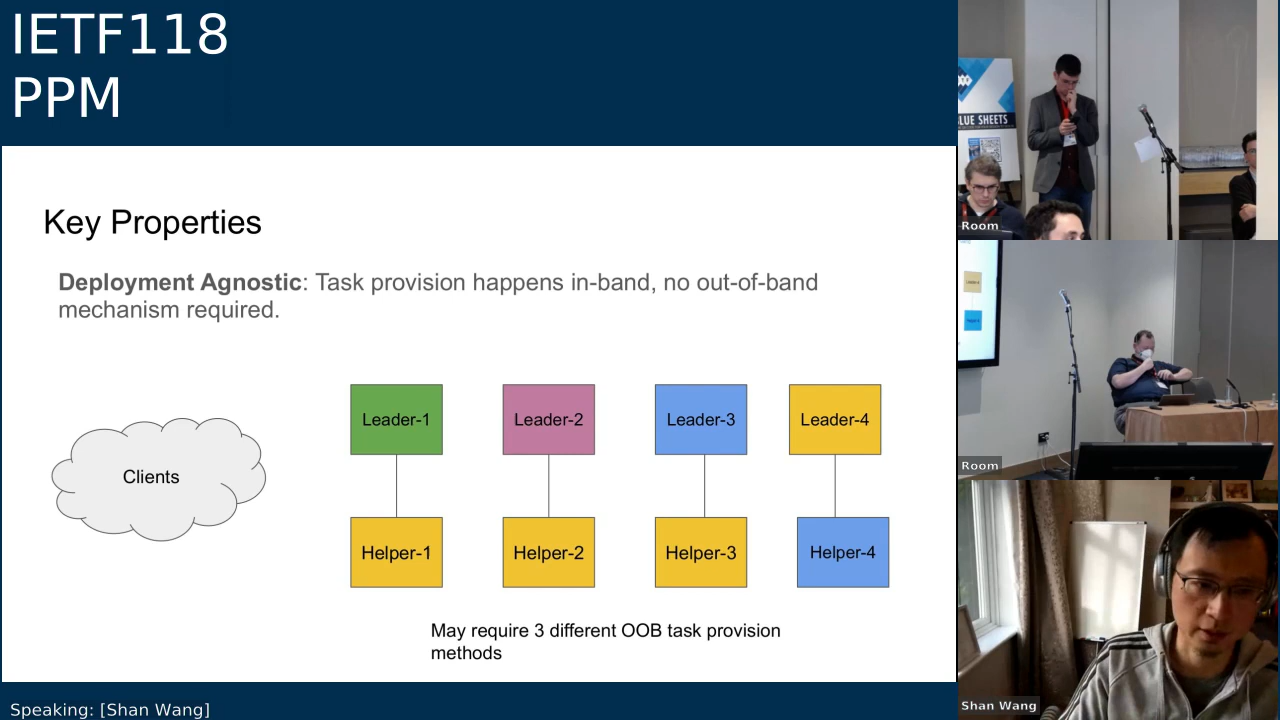 IETF118
PPM
Key Properties
Deployment Agnostic: Task provision happens in-band, no out-of-band
mechanism required.
Clients
Leader-1
Leader-2
Leader-3
Leader-4
Helper-1
Helper-2
Helper-3
Helper-4
May require 3 different OOB task provision
methods
Speaking: [Shan Wang]
LUE SHEETS
Room
Room
Shan Wang